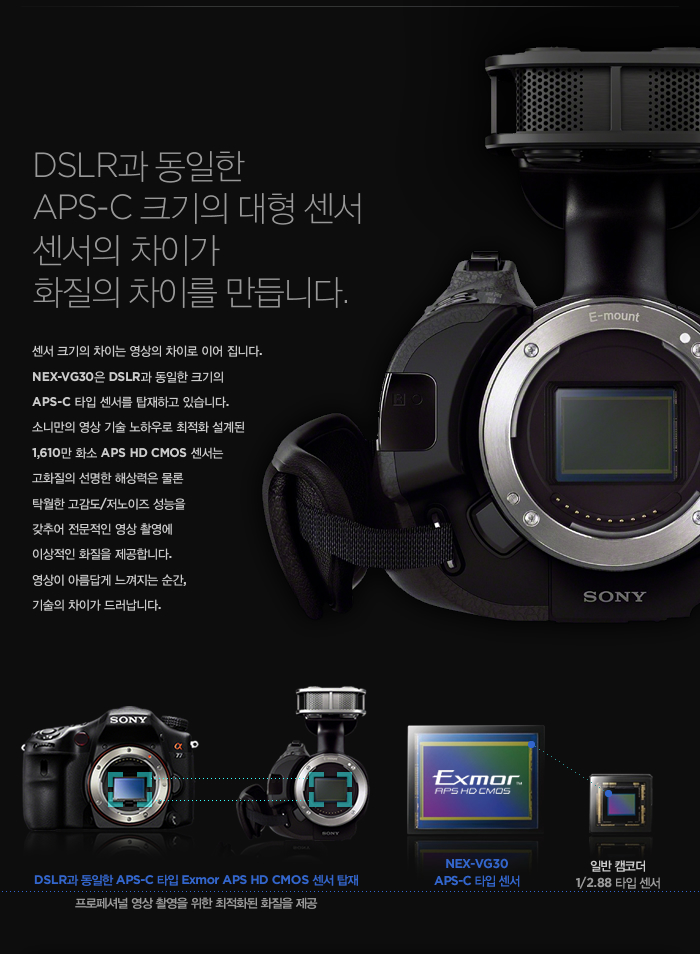 DSLR과 동일한
APS-C 크기의 대형 센서
센서의 차이가
화질의 차이를 만듭니다.
센서 크기의 차이는 영상의 차이로 이어 집니다.
NEX-VG30은 DSLR과 동일한 크기의
APS-C 타입 센서를 탑재하고 있습니다.
소니만의 영상 기술 노하우로 최적화 설계된
1,610만 화소 APS HD CMOS 센서는
고화질의 선명한 해상력은 물론
탁월한 고감도/저노이즈 성능을
갖추어 전문적인 영상 촬영에
이상적인 화질을 제공합니다.
영상이 아름답게 느껴지는 순간,
기술의 차이가 드러납니다.
E-mount
SONY
SONY
α
77
SONY
Exmor™
APS HD CMOS
DSLR과 동일한 APS-C 타입 Exmor APS HD CMOS 센서 탑재
프로페셔널 영상 촬영을 위한 최적화된 화질을 제공
NEX-VG30
APS-C 타입 센서
일반 캠코더
1/2.88 타입 센서